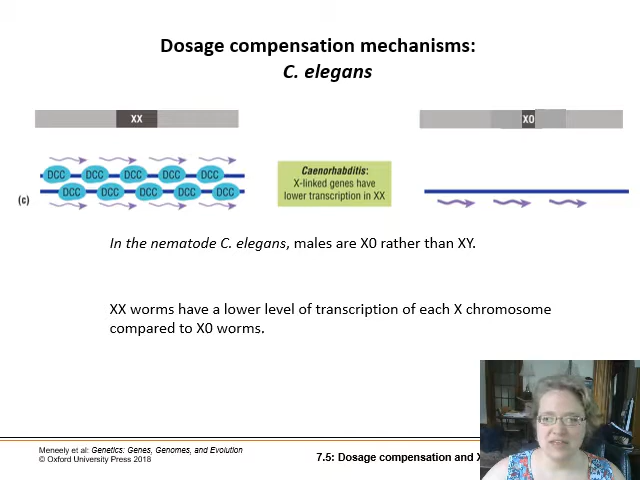 Dosage compensation mechanisms:
C. elegans
XX
X0
DCC DCC DCC DCC DCC
DCC DCC DCC DCC DCC
(c)
Caenorhabditis:
X-linked genes have
lower transcription in XX
In the nematode C. elegans, males are X0 rather than XY.
XX worms have a lower level of transcription of each X chromosome
compared to X0 worms.
Meneely et al: Genetics: Genes, Genomes, and Evolution
© Oxford University Press 2018
7.5: Dosage compensation and X